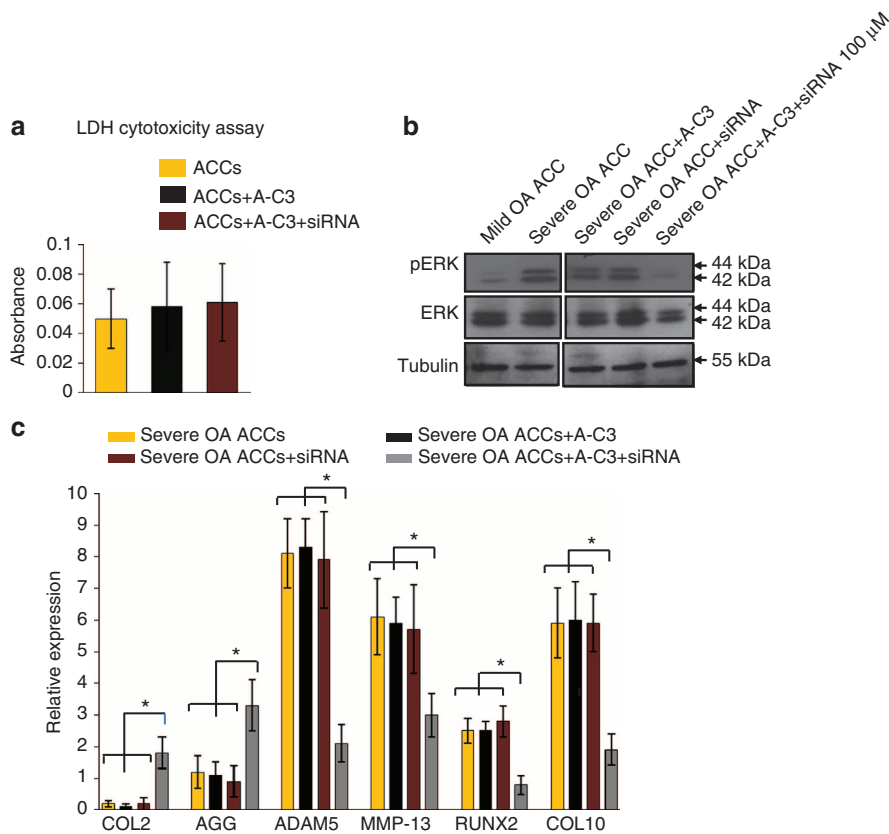 a
LDH cytotoxicity assay
ACCs
ACCs+A-C3
ACCs+A-C3+siRNA
0.1
0.08
0.06
0.04
0.02
0
Absorbance
b
Mild OA ACC
Severe OA ACC
Severe OA ACC+A-C3
Severe OA ACC+siRNA
Severe OA ACC+A-C3+siRNA 100 μM
pERK
44 kDa
42 kDa
ERK
44 kDa
42 kDa
Tubulin
55 kDa
c
Severe OA ACCs
Severe OA ACCs+A-C3
Severe OA ACCs+siRNA
Severe OA ACCs+A-C3+siRNA
10
9
8
7
6
5
4
3
2
1
0
Relative expression
*
*
*
*
*
*
COL2 AGG ADAM5 MMP-13 RUNX2 COL10